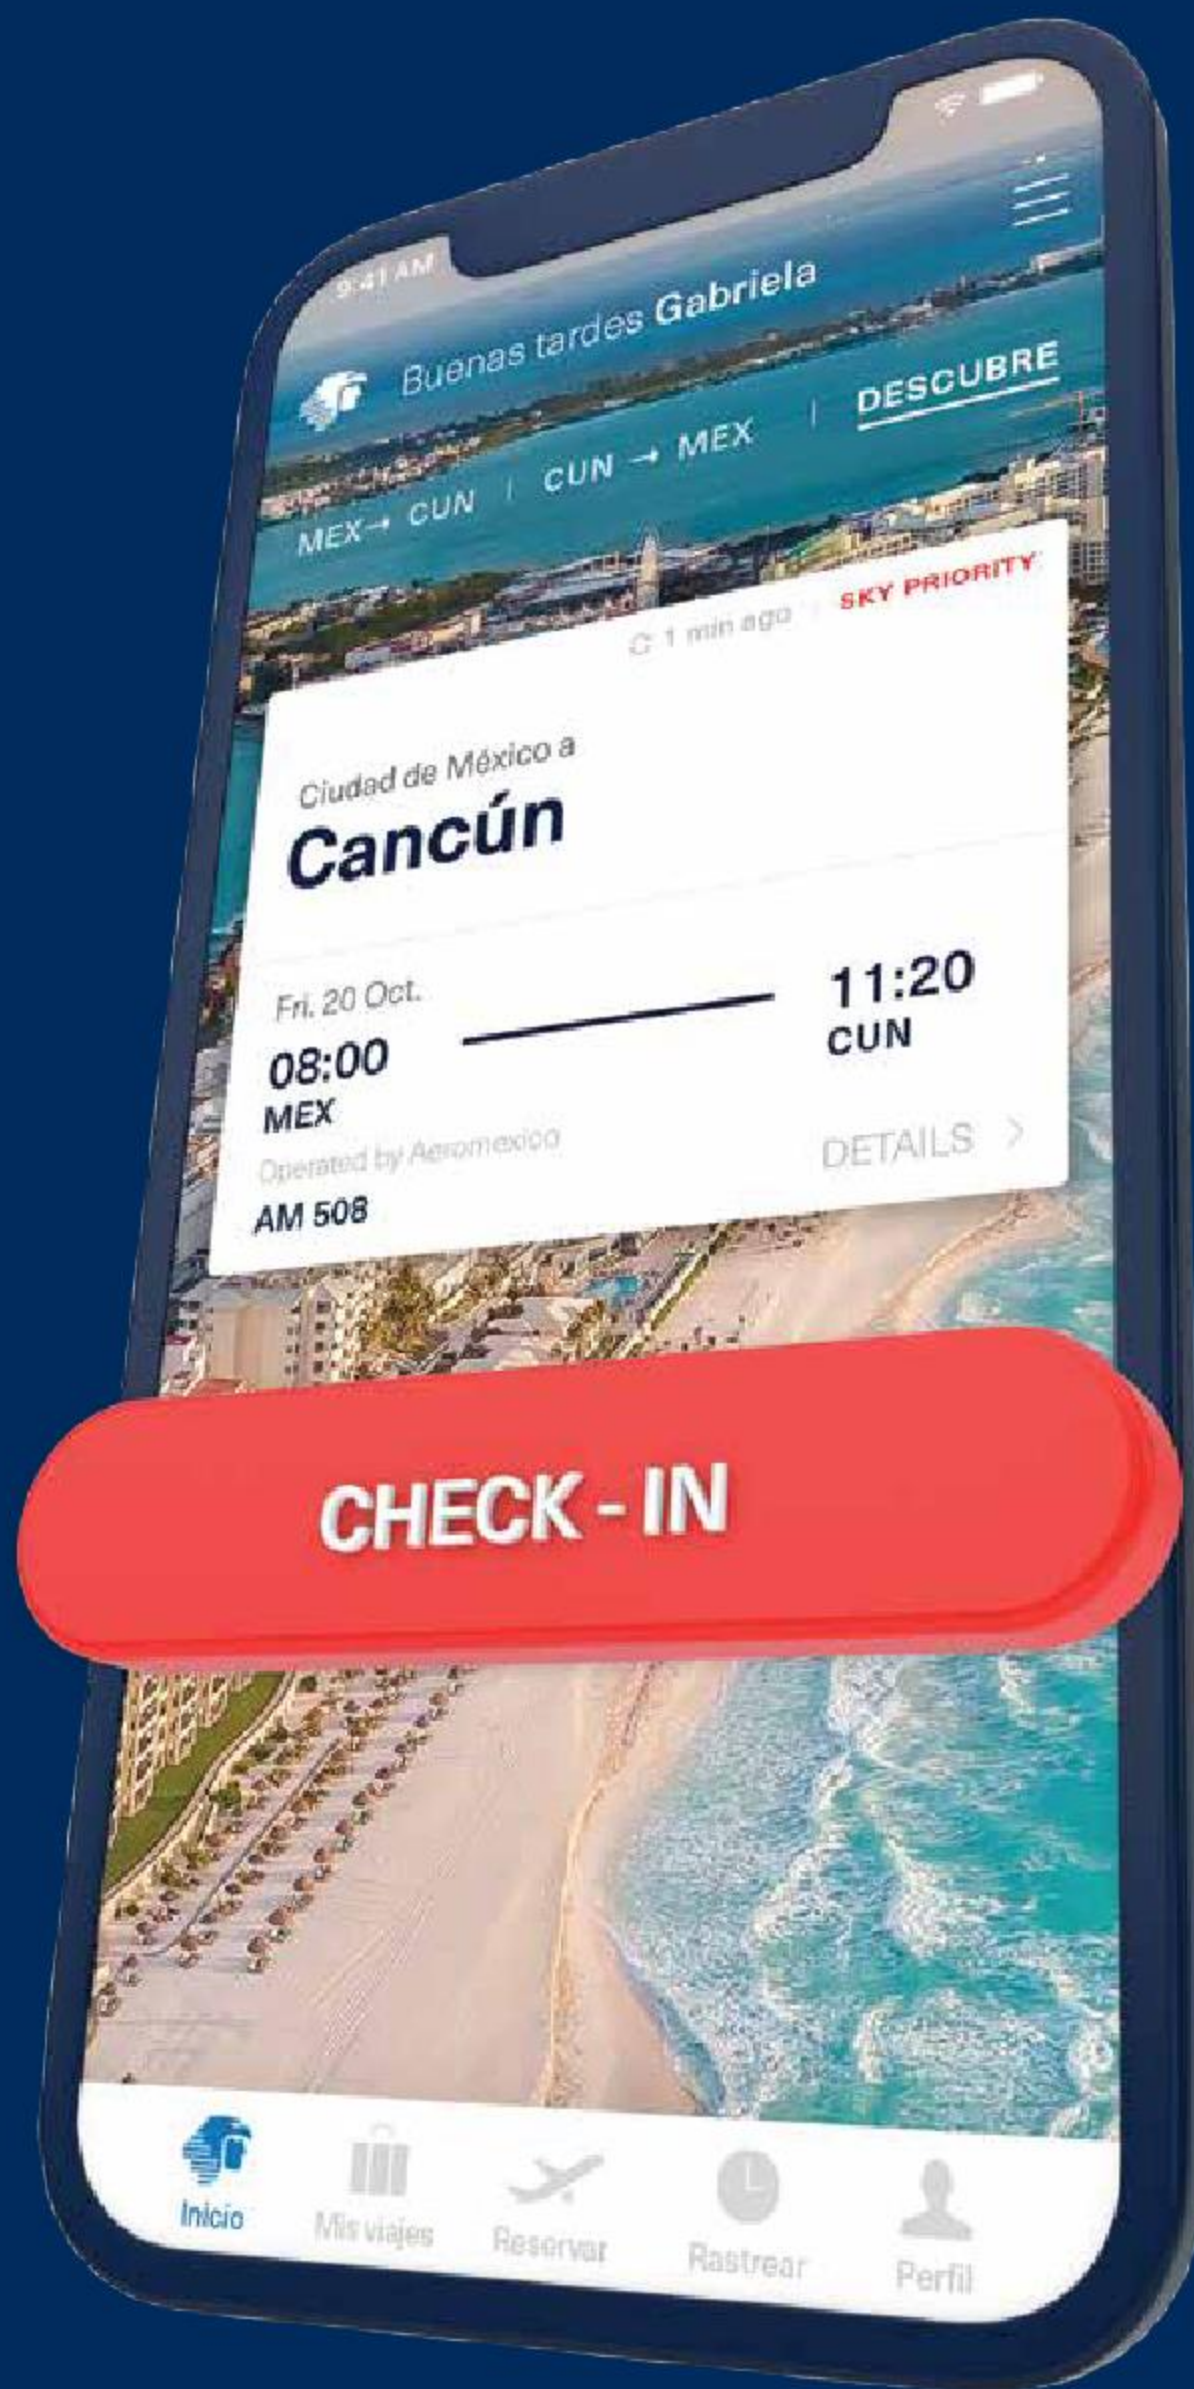 9:41 AM
Buenas tardes Gabriela
MEX→ CUN | CUN → MEX | DESCUBRE
1 min ago | SKY PRIORITY
Ciudad de México a
Cancún
Fri. 20 Oct.
08:00 11:20
MEX CUN
Operated by Aeromexico
DETAILS >
AM 508
CHECK - IN
Inicio Mis viajes Reservar Rastrear Perfil